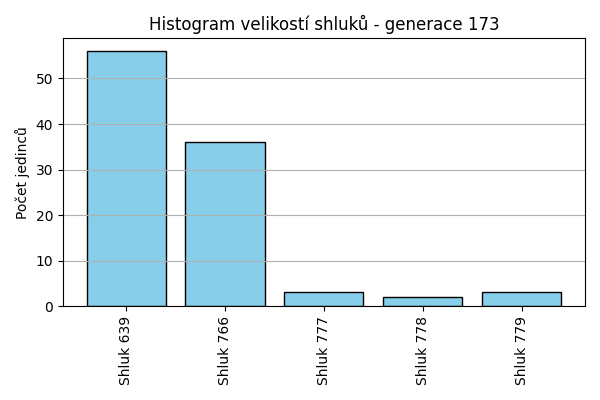 Histogram velikostí shluků - generace 173
Počet jedinců
50
40
30
20
10
0
Shluk 639
Shluk 766
Shluk 777
Shluk 778
Shluk 779